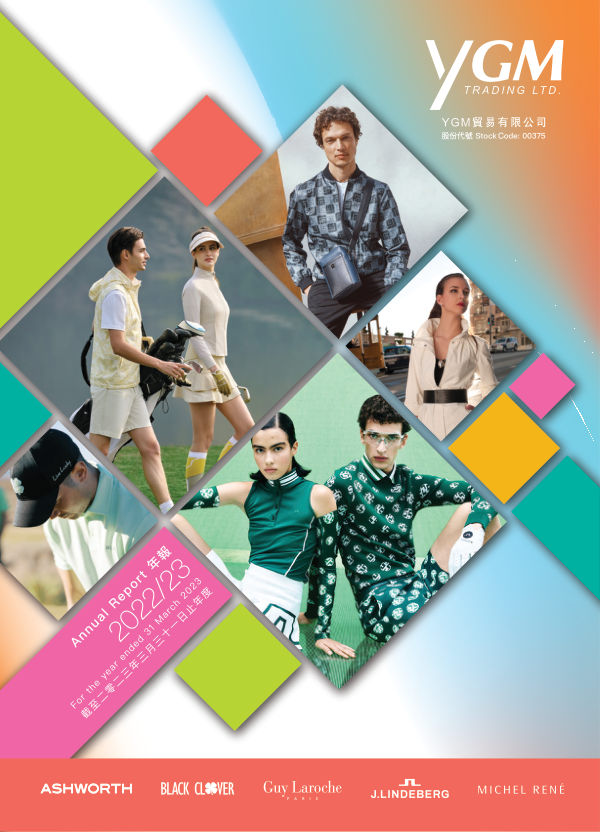 YGM
TRADING LTD.
YGM貿易有限公司
股份代號 Stock Code: 00375
Live Lucky
Annual Report 年報
2022/23
For the year ended 31 March 2023
截至二零二三年三月三十一日止年度
ASHWORTH
BLACK CLOVER
Guy Laroche
PARIS
J.LINDEBERG
MICHEL RENÉ